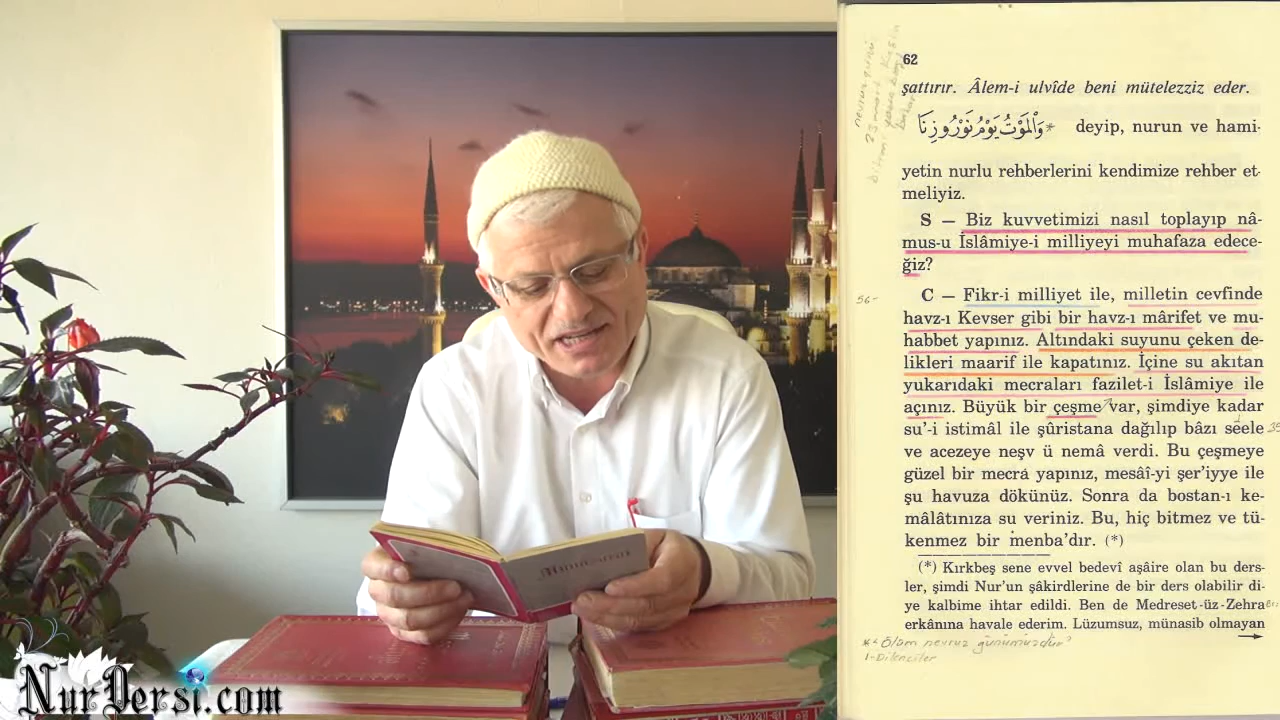 62
şattırır. Âlem-i ulvîde beni mütelezziz eder.
وَالْمَوْتُ يَوْمُ نَوْرُوزِنَا * deyip, nurun ve hami-
yetin nurlu rehberlerini kendimize rehber et-
meliyiz.
S — Biz kuvvetimizi nasıl toplayıp nâ-
mus-u İslâmiye-i milliyeyi muhafaza edece-
ğiz?
56-
C — Fikr-i milliyet ile, milletin cevfinde
havz-ı Kevser gibi bir havz-ı mârifet ve mu-
habbet yapınız. Altındaki suyunu çeken de-
likleri maarif ile kapatınız. İçine su akıtan
yukarıdaki mecraları fazilet-i İslâmiye ile
açınız. Büyük bir çeşme var, şimdiye kadar
su'-i istimâl ile şûristana dağılıp bâzı seele
ve acezeye neşv ü nemâ verdi. Bu çeşmeye
güzel bir mecrâ yapınız, mesâî-yi şer'iyye ile
şu havuza dökünüz. Sonra da bostan-ı ke-
mâlâtınıza su veriniz. Bu, hiç bitmez ve tü-
kenmez bir menba'dır. (*)
(*) Kırkbeş sene evvel bedevî aşâire olan bu ders-
ler, şimdi Nur'un şâkirdlerine de bir ders olabilir di-
ye kalbime ihtar edildi. Ben de Medreset-üz-Zehra
erkânına havale ederim. Lüzumsuz, münasib olmayan
** Ölüm nevruz günümüzdür
1- Dilenciler
Münâzarat
NurDersi.com